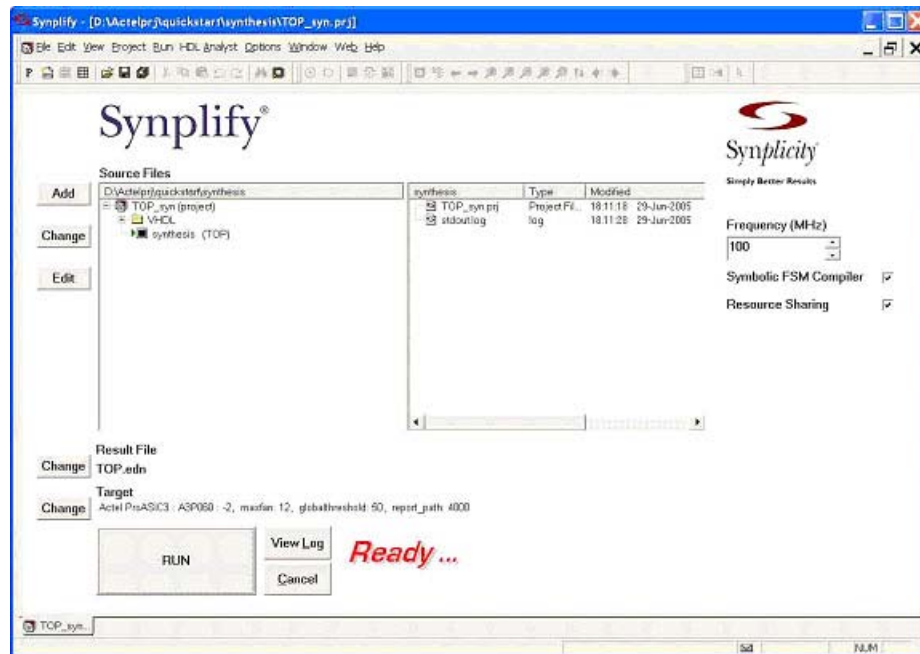 Synplify - [D:\Actelprj\quickstart\synthesis\TOP_syn.prj]
File Edit View Project Run HDL Analyst Options Window Web Help
P
Synplify®
Synplicity
Simply Better Results
Source Files
Add
D:\Actelprj\quickstart\synthesis
synthesis Type Modified
TOP_syn (project)
TOP_syn.prj Project Fil... 18:11:18 29-Jun-2005
VHDL
stdout.log log 18:11:28 29-Jun-2005
synthesis (TOP)
Change
Edit
Frequency (MHz)
100
Symbolic FSM Compiler
Resource Sharing
Result File
Change
TOP.edn
Target
Change
Actel ProASIC3 : A3P060 : -2, maxfan: 12, globalthreshold: 50, report_path: 4000
RUN
View Log
Cancel
Ready ...
TOP_syn...
NUM